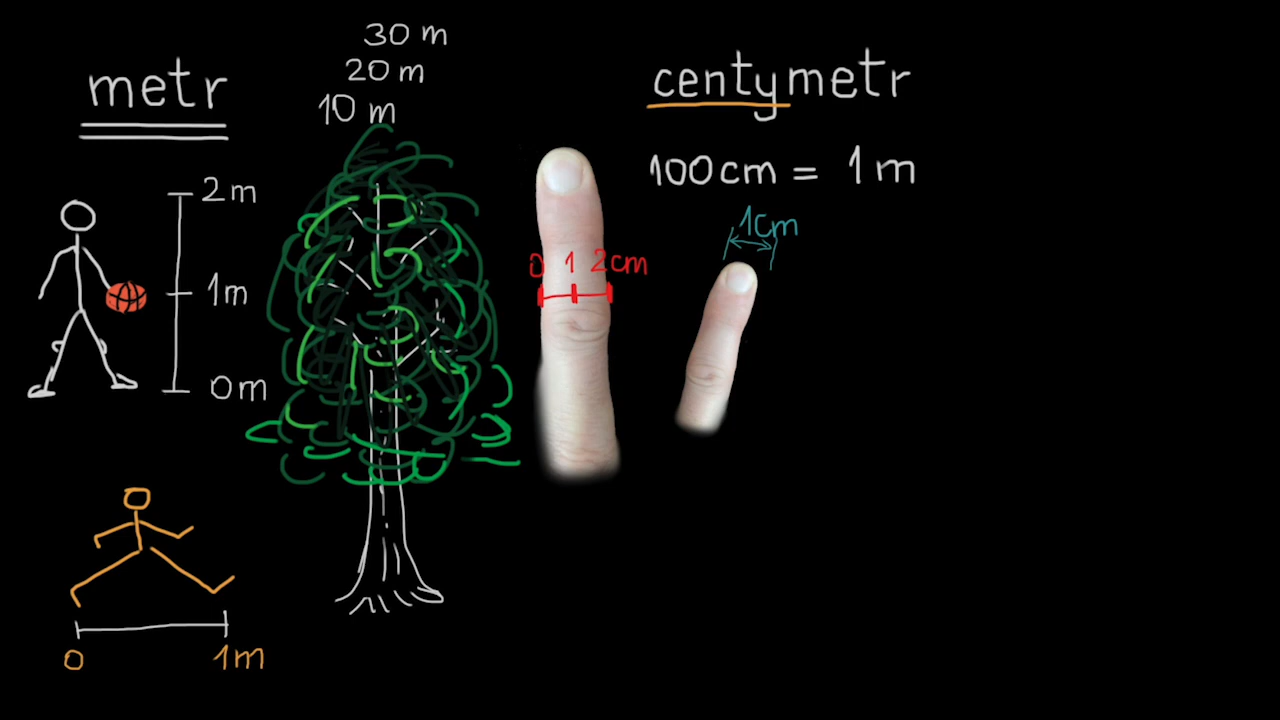 metr
30 m
20 m
10 m
2m
1m
0m
0 1m
0 1 2cm
centymetr
100cm = 1m
1cm